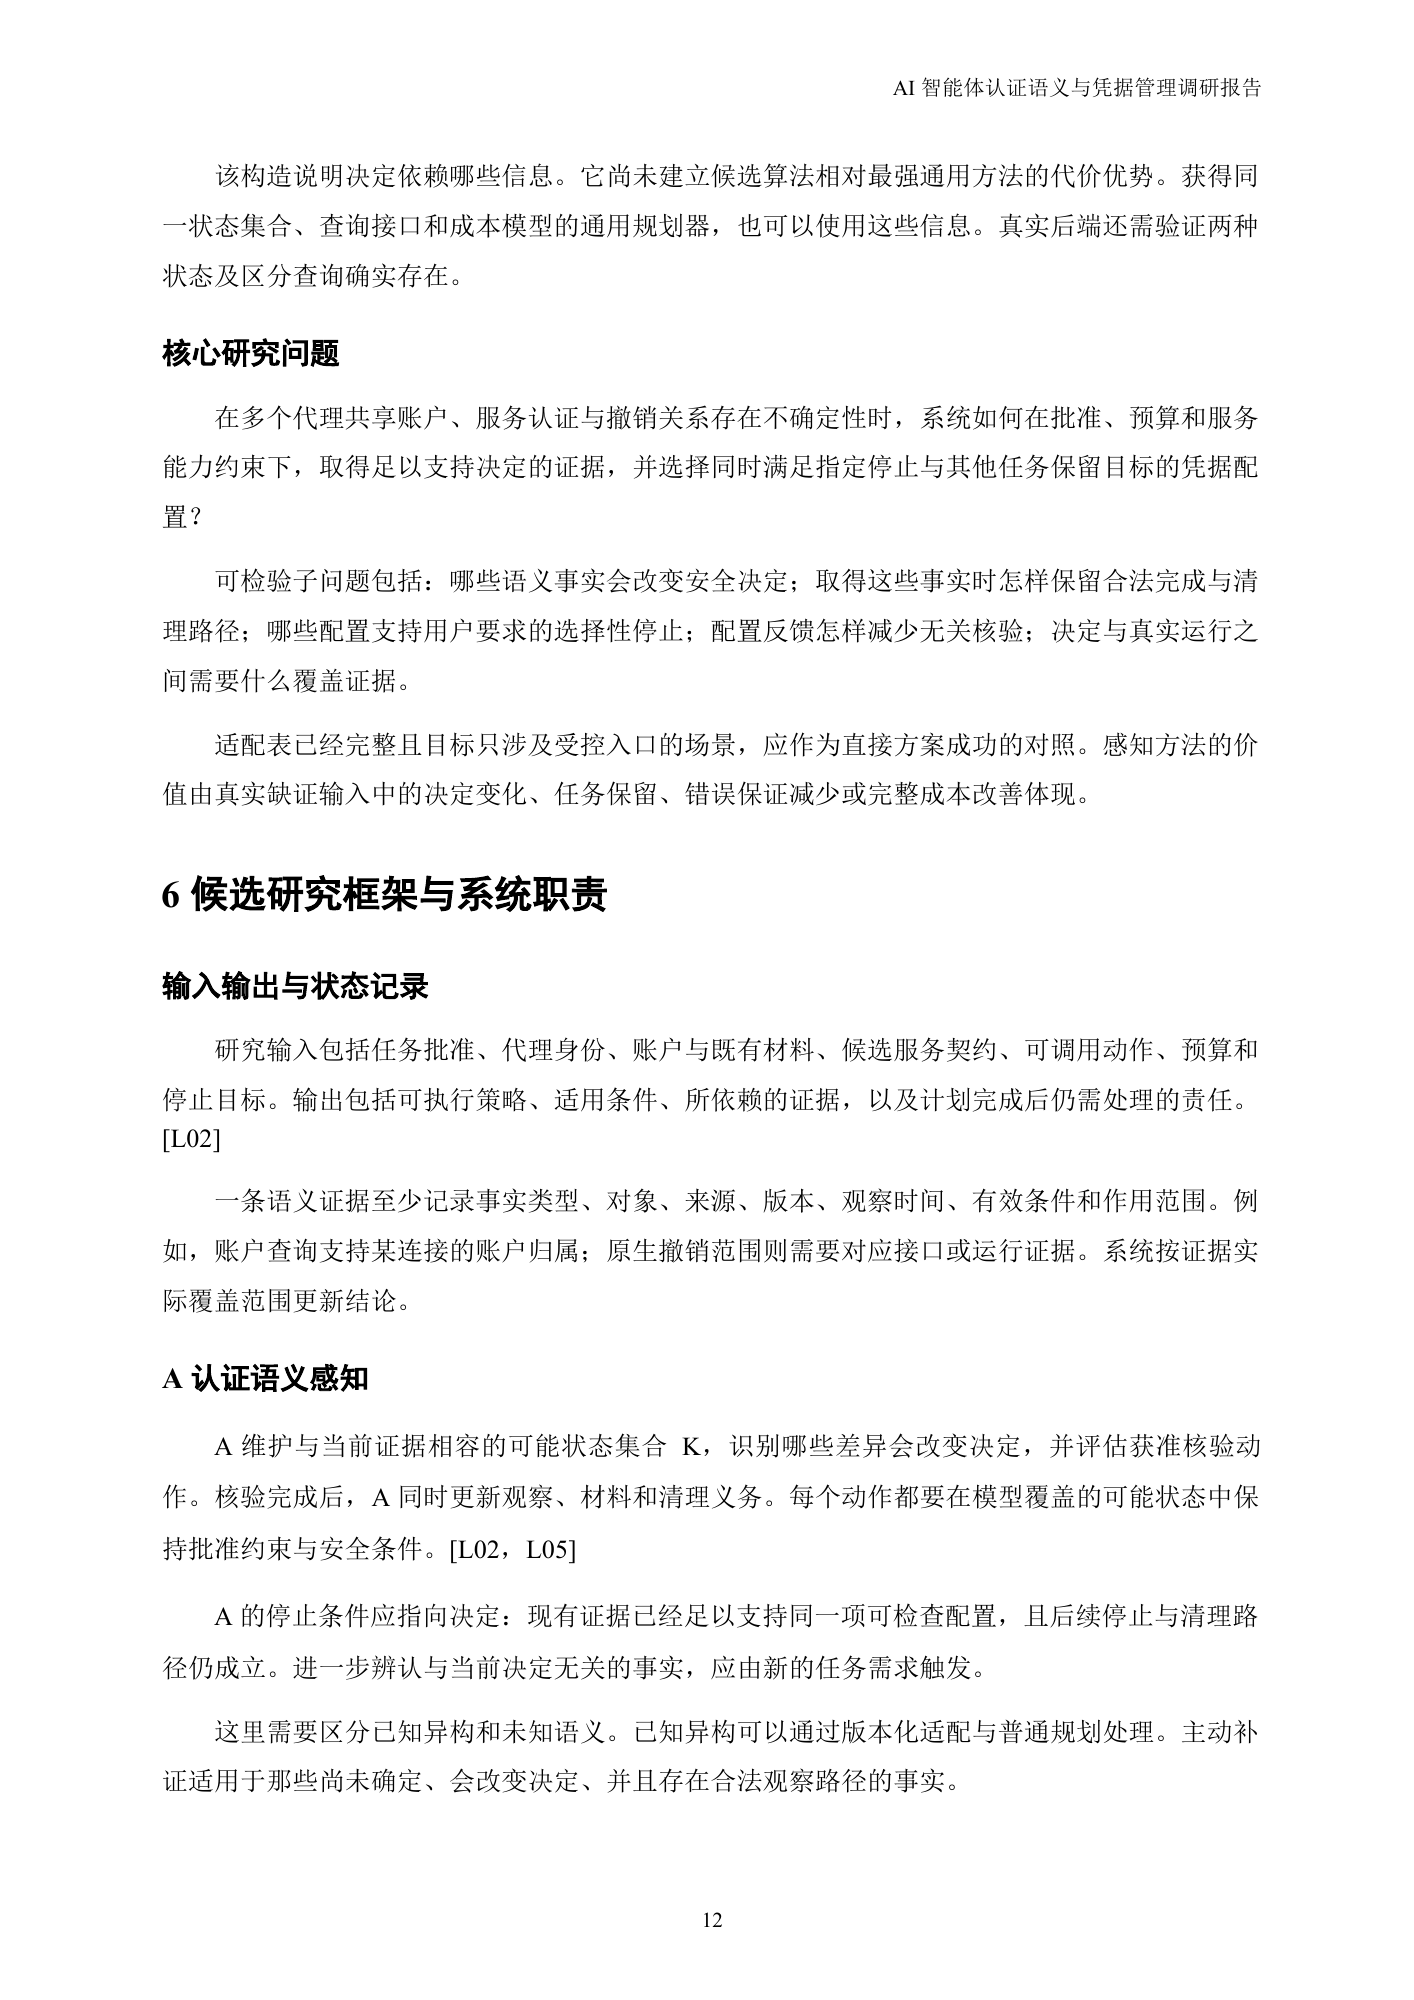 AI 智能体认证语义与凭据管理调研报告
该构造说明决定依赖哪些信息。它尚未建立候选算法相对最强通用方法的代价优势。获得同
一状态集合、查询接口和成本模型的通用规划器，也可以使用这些信息。真实后端还需验证两种
状态及区分查询确实存在。
核心研究问题
在多个代理共享账户、服务认证与撤销关系存在不确定性时，系统如何在批准、预算和服务
能力约束下，取得足以支持决定的证据，并选择同时满足指定停止与其他任务保留目标的凭据配
置？
可检验子问题包括：哪些语义事实会改变安全决定；取得这些事实时怎样保留合法完成与清
理路径；哪些配置支持用户要求的选择性停止；配置反馈怎样减少无关核验；决定与真实运行之
间需要什么覆盖证据。
适配表已经完整且目标只涉及受控入口的场景，应作为直接方案成功的对照。感知方法的价
值由真实缺证输入中的决定变化、任务保留、错误保证减少或完整成本改善体现。
6 候选研究框架与系统职责
输入输出与状态记录
研究输入包括任务批准、代理身份、账户与既有材料、候选服务契约、可调用动作、预算和
停止目标。输出包括可执行策略、适用条件、所依赖的证据，以及计划完成后仍需处理的责任。
[L02]
一条语义证据至少记录事实类型、对象、来源、版本、观察时间、有效条件和作用范围。例
如，账户查询支持某连接的账户归属；原生撤销范围则需要对应接口或运行证据。系统按证据实
际覆盖范围更新结论。
A 认证语义感知
A 维护与当前证据相容的可能状态集合 K，识别哪些差异会改变决定，并评估获准核验动
作。核验完成后，A 同时更新观察、材料和清理义务。每个动作都要在模型覆盖的可能状态中保
持批准约束与安全条件。[L02，L05]
A 的停止条件应指向决定：现有证据已经足以支持同一项可检查配置，且后续停止与清理路
径仍成立。进一步辨认与当前决定无关的事实，应由新的任务需求触发。
这里需要区分已知异构和未知语义。已知异构可以通过版本化适配与普通规划处理。主动补
证适用于那些尚未确定、会改变决定、并且存在合法观察路径的事实。
12